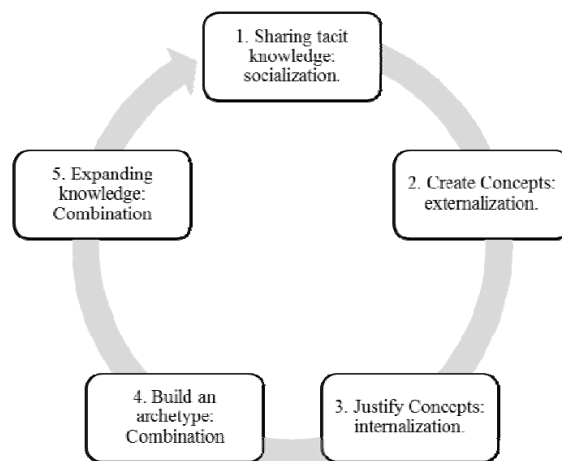 1. Sharing tacit
knowledge:
socialization.
2. Create Concepts:
externalization.
3. Justify Concepts:
internalization.
4. Build an
archetype:
Combination
5. Expanding
knowledge:
Combination